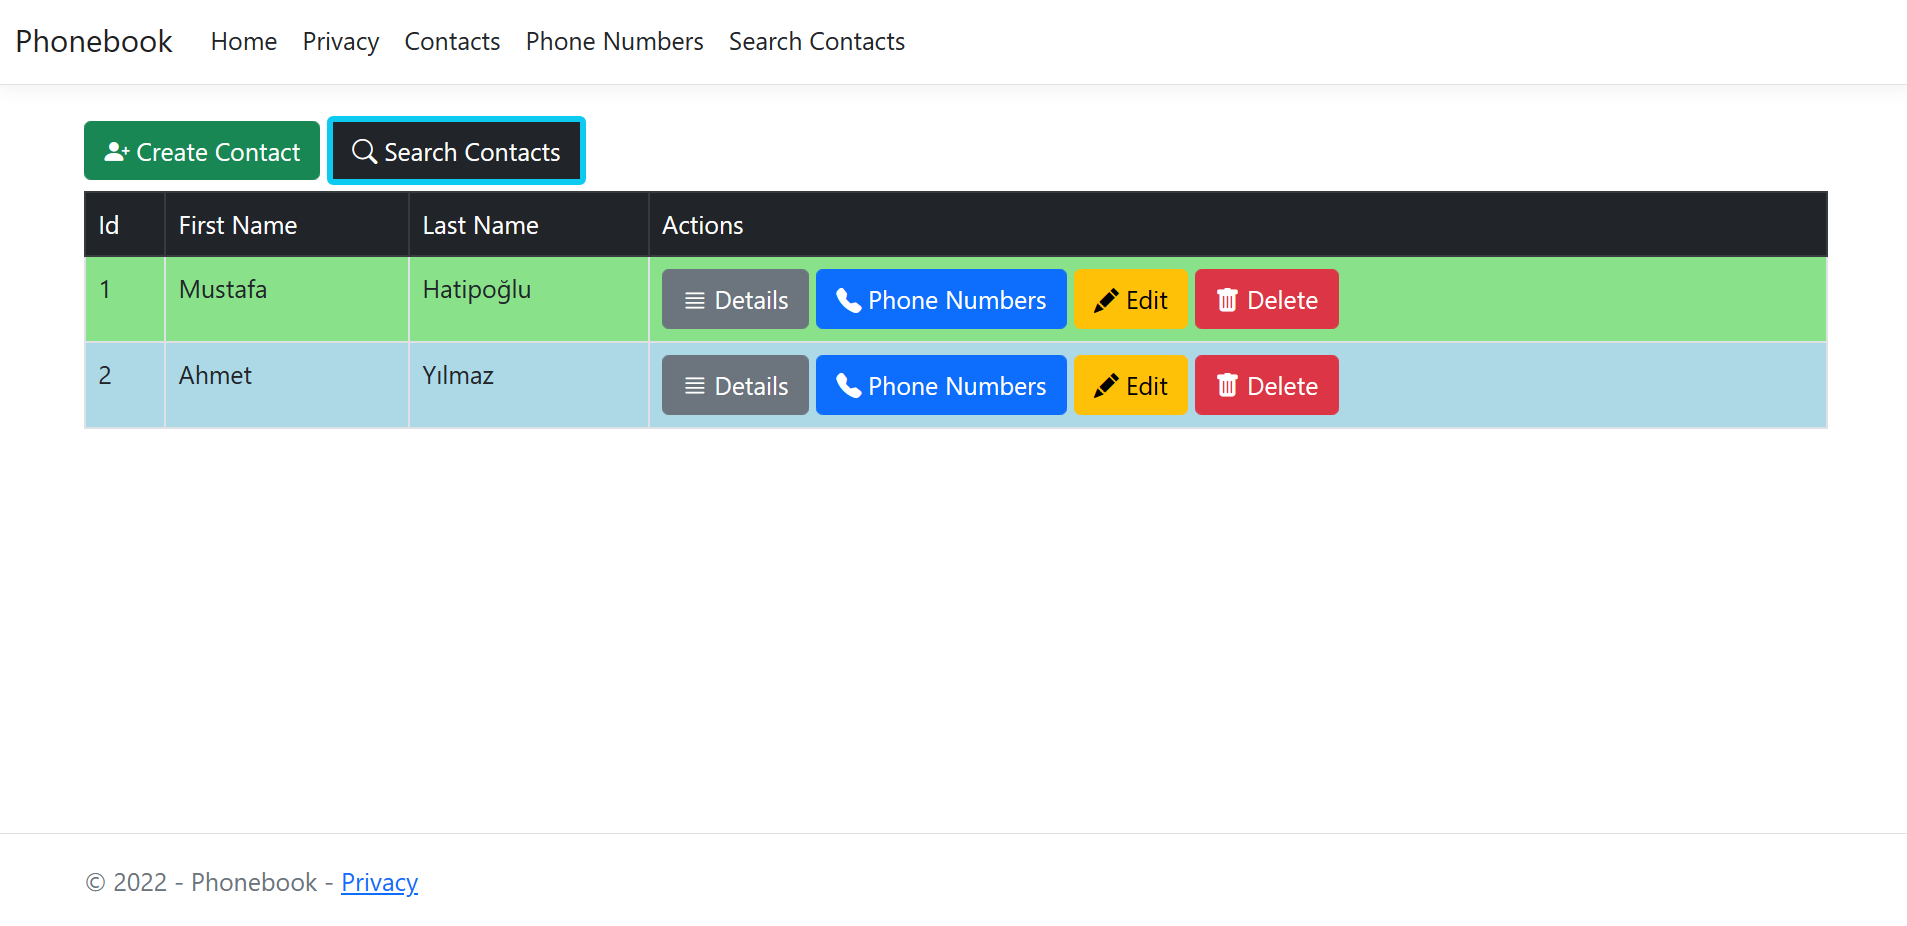 Phonebook Home Privacy Contacts Phone Numbers Search Contacts
Create Contact Search Contacts
Id First Name Last Name Actions
1 Mustafa Hatipoğlu Details Phone Numbers Edit Delete
2 Ahmet Yılmaz Details Phone Numbers Edit Delete
© 2022 - Phonebook - Privacy